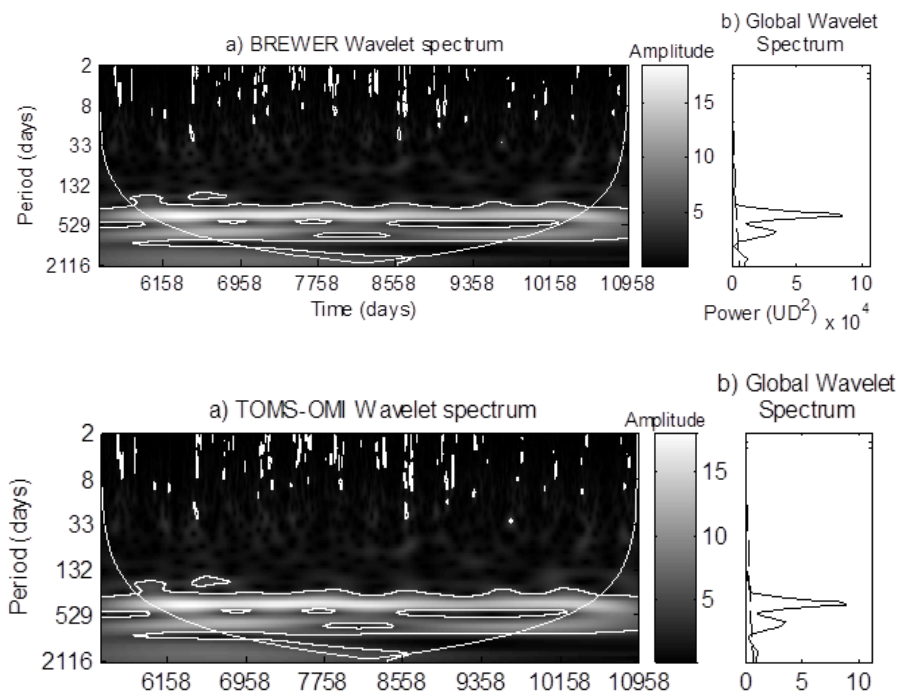 a) BREWER Wavelet spectrum
Amplitude
b) Global Wavelet
Spectrum
Period (days)
2
8
33
132
529
2116
6158 6958 7758 8558 9358 10158 10958
Time (days)
15
10
5
0 5 10
Power (UD²) x 10⁴
a) TOMS-OMI Wavelet spectrum
Amplitude
b) Global Wavelet
Spectrum
Period (days)
2
8
33
132
529
2116
6158 6958 7758 8558 9358 10158 10958
15
10
5
0 5 10